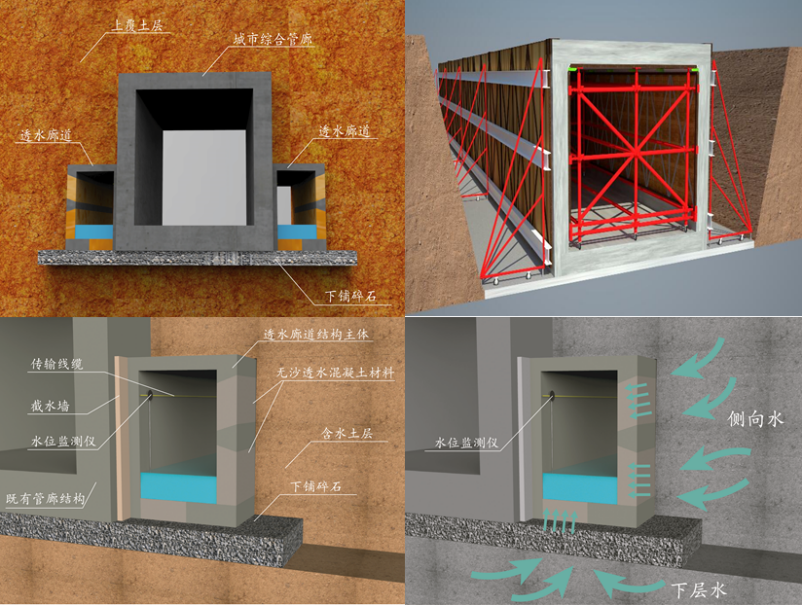 上覆土层
城市综合管廊
透水廊道
透水廊道
下铺碎石
透水廊道结构主体
传输线缆
无沙透水混凝土材料
截水墙
水位监测仪
含水土层
下铺碎石
既有管廊结构
侧向水
水位监测仪
下层水